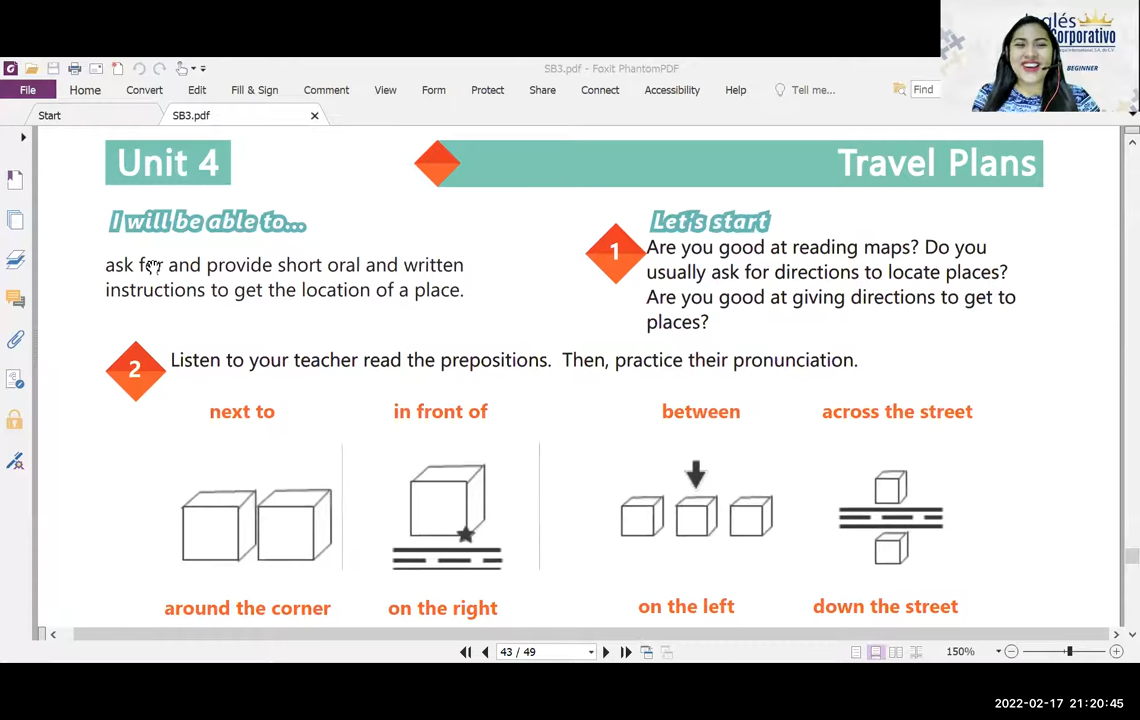 Inglés
Corporativo
BEGINNER
SB3.pdf - Foxit PhantomPDF
File Home Convert Edit Fill & Sign Comment View Form Protect Share Connect Accessibility Help Tell me... Find
Start SB3.pdf
Unit 4 Travel Plans
I will be able to...
ask for and provide short oral and written
instructions to get the location of a place.
Let's start
1
Are you good at reading maps? Do you
usually ask for directions to locate places?
Are you good at giving directions to get to
places?
2 Listen to your teacher read the prepositions. Then, practice their pronunciation.
next to in front of between across the street
around the corner on the right on the left down the street
43 / 49 150%
2022-02-17 21:20:45